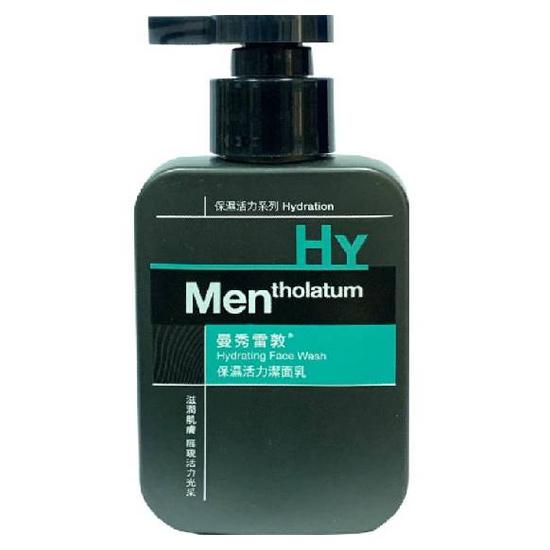 保濕活力系列 Hydration
HY
Mentholatum
曼秀雷敦®
Hydrating Face Wash
保濕活力潔面乳
滋潤肌膚 展現活力光采